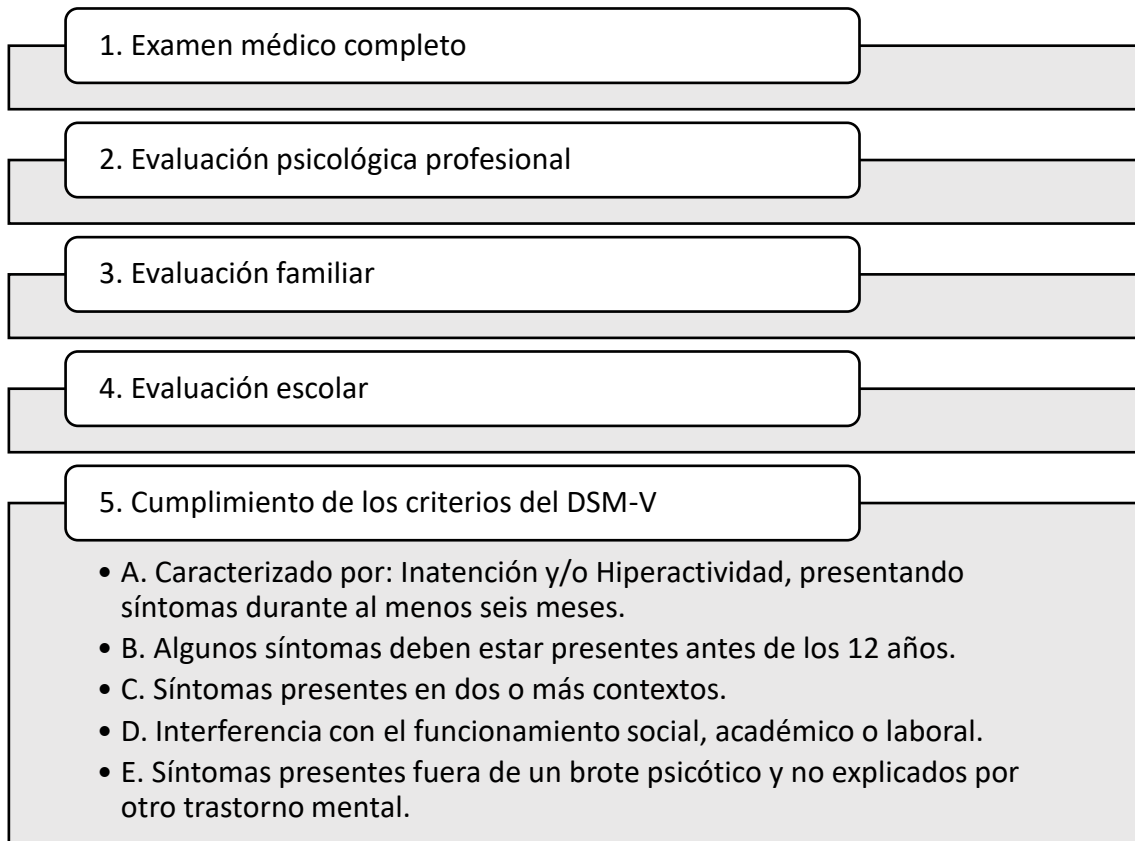 1. Examen médico completo
2. Evaluación psicológica profesional
3. Evaluación familiar
4. Evaluación escolar
5. Cumplimiento de los criterios del DSM-V
• A. Caracterizado por: Inatención y/o Hiperactividad, presentando
síntomas durante al menos seis meses.
• B. Algunos síntomas deben estar presentes antes de los 12 años.
• C. Síntomas presentes en dos o más contextos.
• D. Interferencia con el funcionamiento social, académico o laboral.
• E. Síntomas presentes fuera de un brote psicótico y no explicados por
otro trastorno mental.